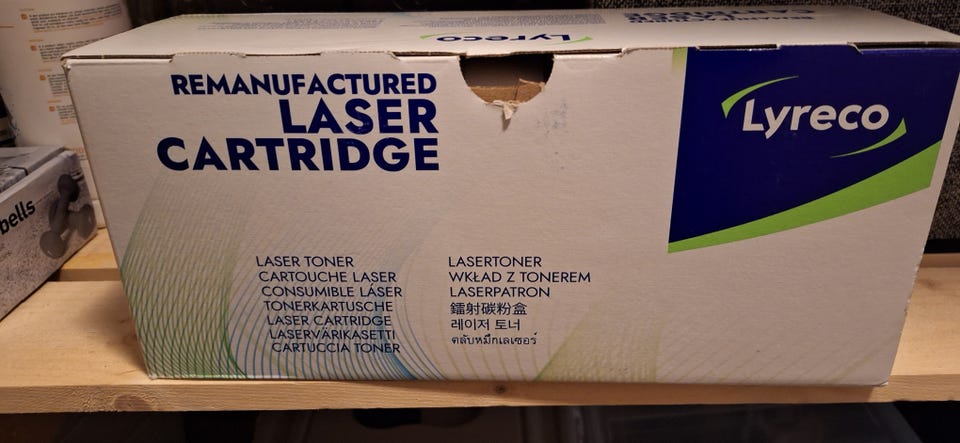 Lyreco
REMANUFACTURED
LASER
CARTRIDGE
Lyreco
LASER TONER
CARTOUCHE LASER
CONSUMIBLE LÁSER
TONERKARTUSCHE
LASER CARTRIDGE
LASERVÄRIKASETTI
CARTUCCIA TONER
LASERTONER
WKŁAD Z TONEREM
LASERPATRON
鐳射碳粉盒
레이저 토너
ตลับหมึกเลเซอร์
bells